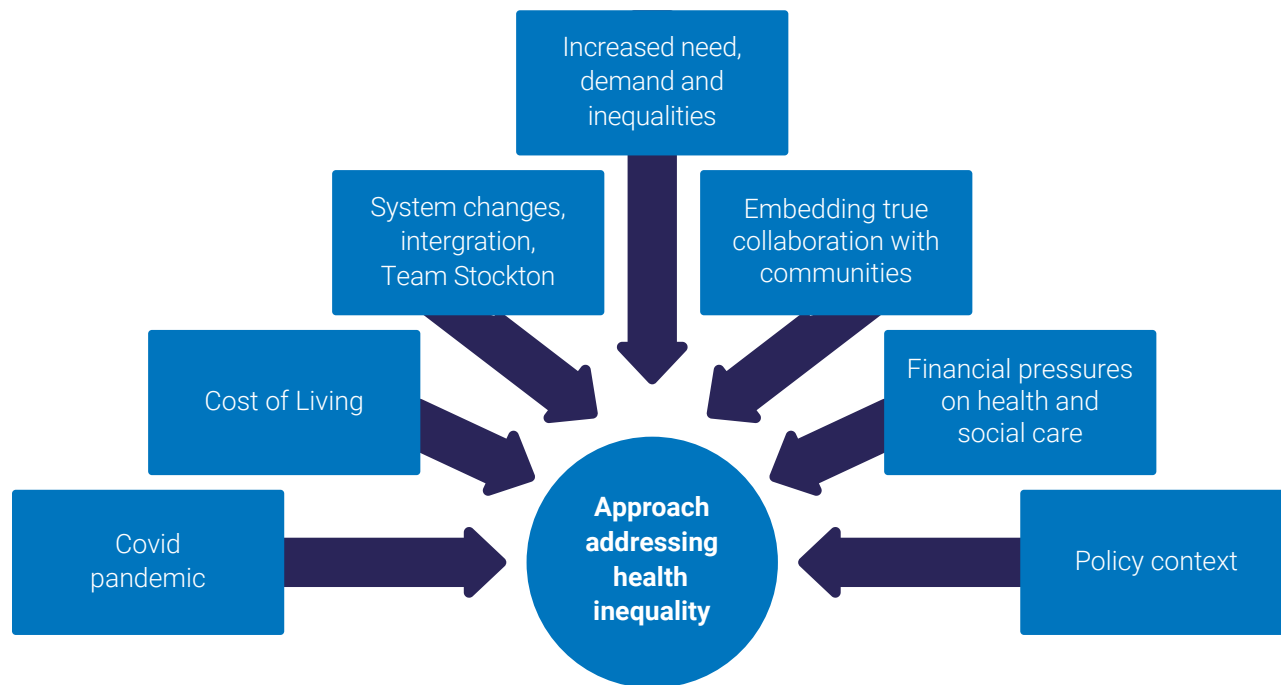 Increased need,
demand and
inequalities
System changes,
intergration,
Team Stockton
Embedding true
collaboration with
communities
Cost of Living
Financial pressures
on health and
social care
Covid
pandemic
Approach
addressing
health
inequality
Policy context